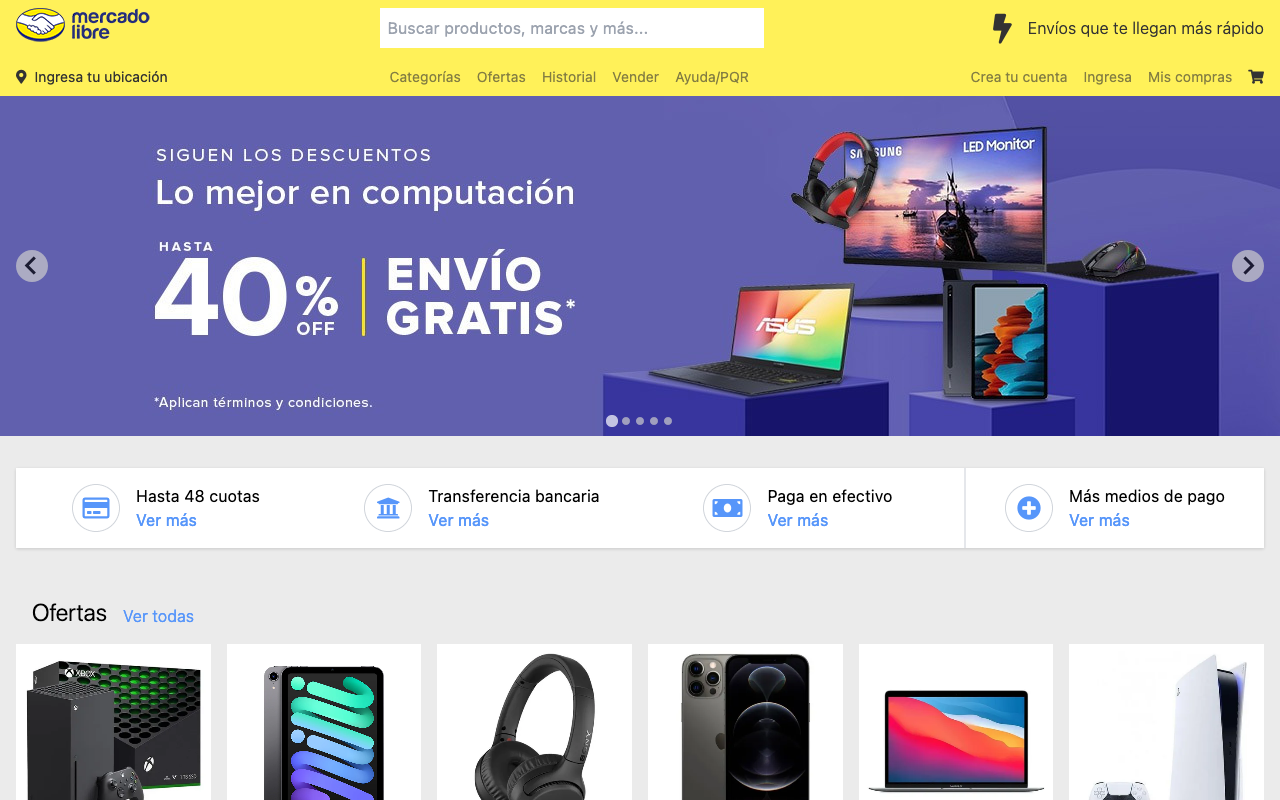 mercado
libre
Buscar productos, marcas y más...
Envíos que te llegan más rápido
Ingresa tu ubicación
Categorías Ofertas Historial Vender Ayuda/PQR
Crea tu cuenta Ingresa Mis compras
SIGUEN LOS DESCUENTOS
Lo mejor en computación
HASTA
40% OFF
ENVÍO
GRATIS*
*Aplican términos y condiciones.
SAMSUNG
LED Monitor
ASUS
Hasta 48 cuotas
Ver más
Transferencia bancaria
Ver más
Paga en efectivo
Ver más
Más medios de pago
Ver más
Ofertas Ver todas
XBOX
SONY